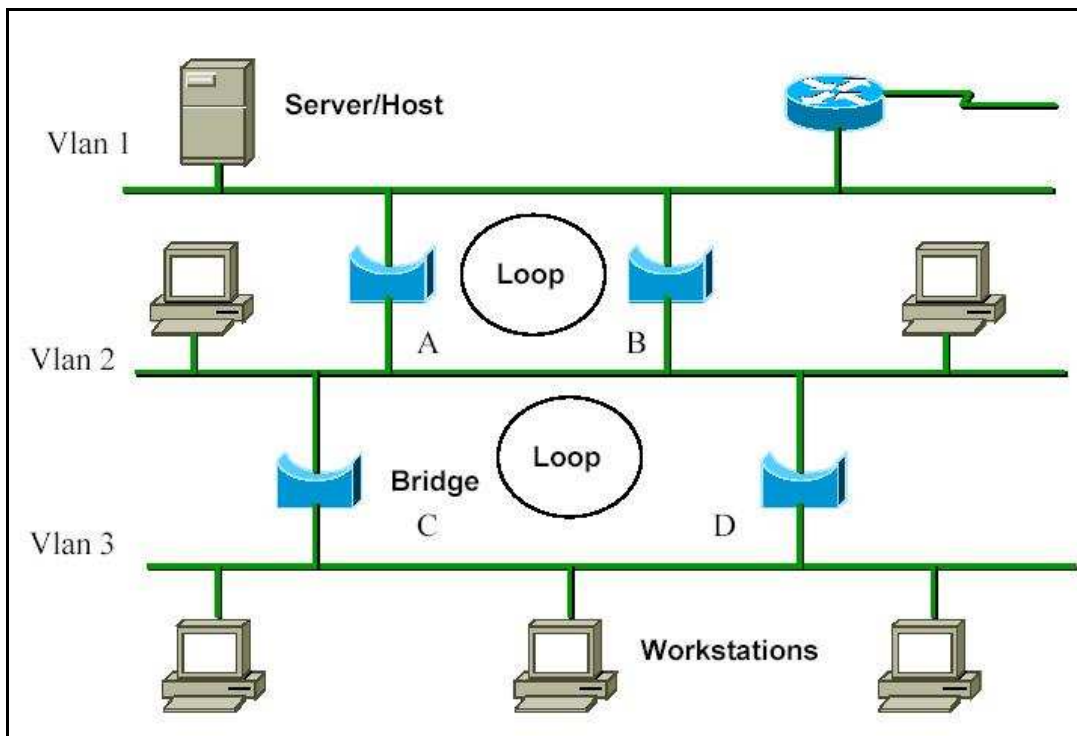 Server/Host
Vlan 1
Loop
A
B
Vlan 2
Loop
Bridge
C
D
Vlan 3
Workstations